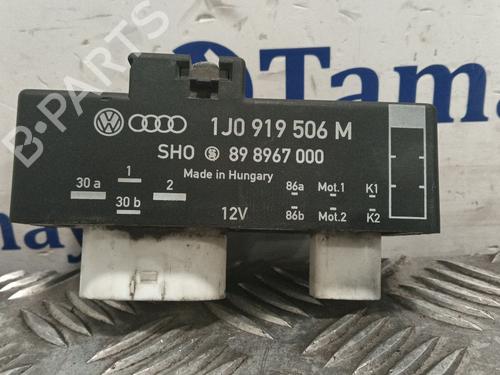 B-PARTS
Tamay
1J0 919 506 M
SHO 89 8967 000
Made in Hungary
30 a 1 2 86a Mot.1 K1
30 b 12V 86b Mot.2 K2